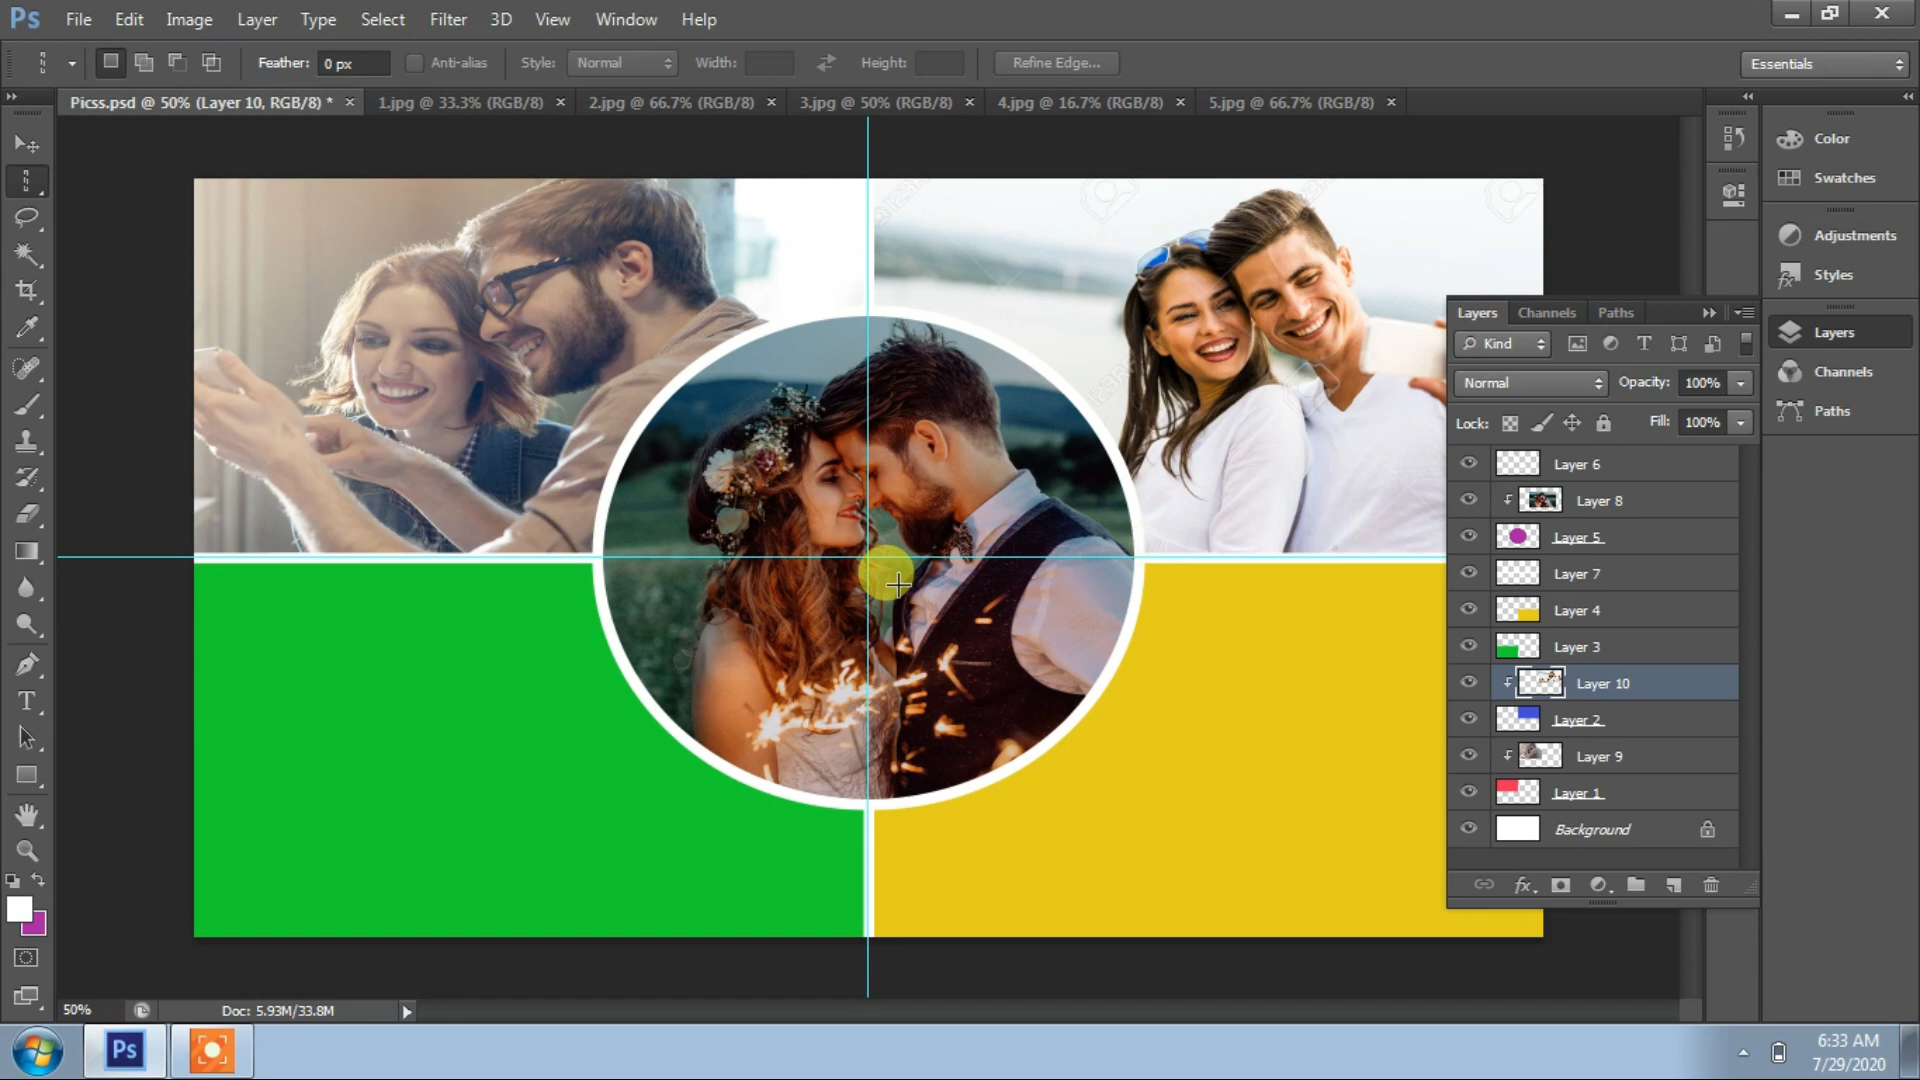 Ps File Edit Image Layer Type Select Filter 3D View Window Help
Feather: 0 px Anti-alias Style: Normal Width: Height: Refine Edge... Essentials
Picss.psd @ 50% (Layer 10, RGB/8) * 1.jpg @ 33.3% (RGB/8) 2.jpg @ 66.7% (RGB/8) 3.jpg @ 50% (RGB/8) 4.jpg @ 16.7% (RGB/8) 5.jpg @ 66.7% (RGB/8)
Color
Swatches
Adjustments
Styles
Layers
Channels
Paths
Layers Channels Paths
Kind
Normal Opacity: 100%
Lock: Fill: 100%
Layer 6
Layer 8
Layer 5
Layer 7
Layer 4
Layer 3
Layer 10
Layer 2
Layer 9
Layer 1
Background
fx
50% Doc: 5.93M/33.8M
Ps
6:33 AM
7/29/2020